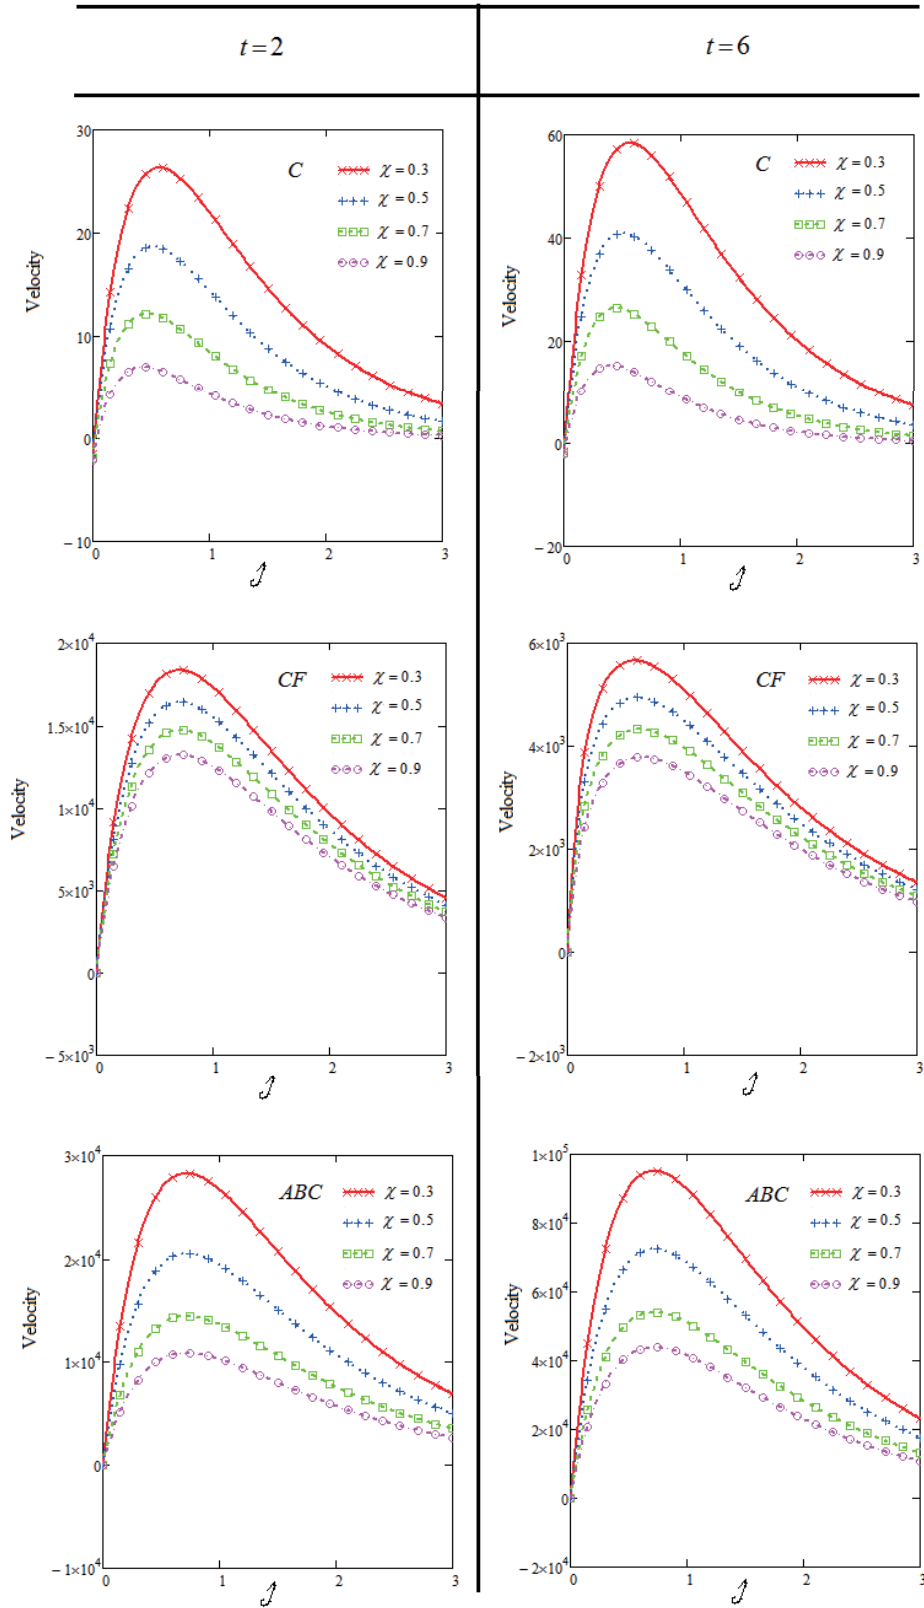 t = 2
t = 6
30
20
10
0
−10
0 1 2 3
Velocity
C
χ = 0.3
χ = 0.5
χ = 0.7
χ = 0.9
60
40
20
0
−20
0 1 2 3
Velocity
C
χ = 0.3
χ = 0.5
χ = 0.7
χ = 0.9
2×10⁴
1.5×10⁴
1×10⁴
5×10³
0
−5×10³
0 1 2 3
Velocity
CF
χ = 0.3
χ = 0.5
χ = 0.7
χ = 0.9
6×10³
4×10³
2×10³
0
−2×10³
0 1 2 3
Velocity
CF
χ = 0.3
χ = 0.5
χ = 0.7
χ = 0.9
3×10⁴
2×10⁴
1×10⁴
0
−1×10⁴
0 1 2 3
Velocity
ABC
χ = 0.3
χ = 0.5
χ = 0.7
χ = 0.9
1×10⁵
8×10⁴
6×10⁴
4×10⁴
2×10⁴
0
−2×10⁴
0 1 2 3
Velocity
ABC
χ = 0.3
χ = 0.5
χ = 0.7
χ = 0.9